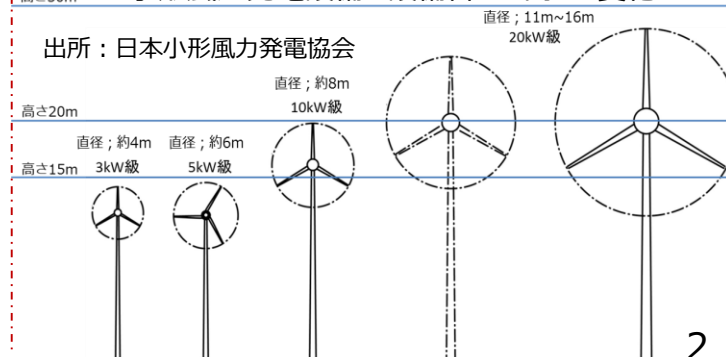 出所：日本小形風力発電協会
直径；11m~16m
20kW級
直径；約8m
10kW級
高さ20m
直径；約4m
3kW級
直径；約6m
5kW級
高さ15m
2